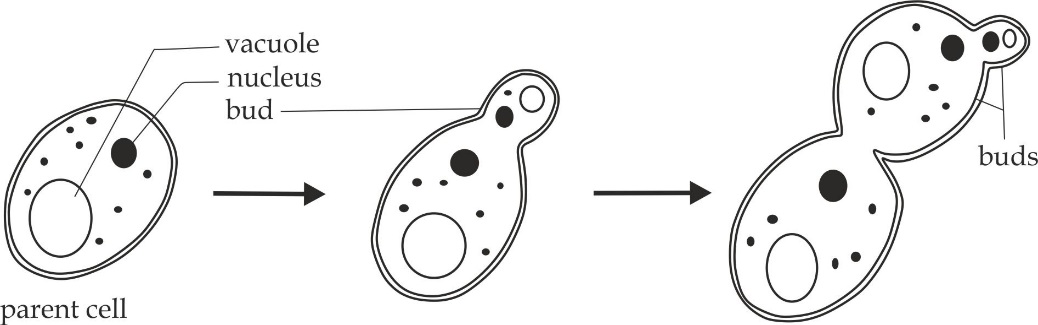 vacuole
nucleus
bud
buds
parent cell